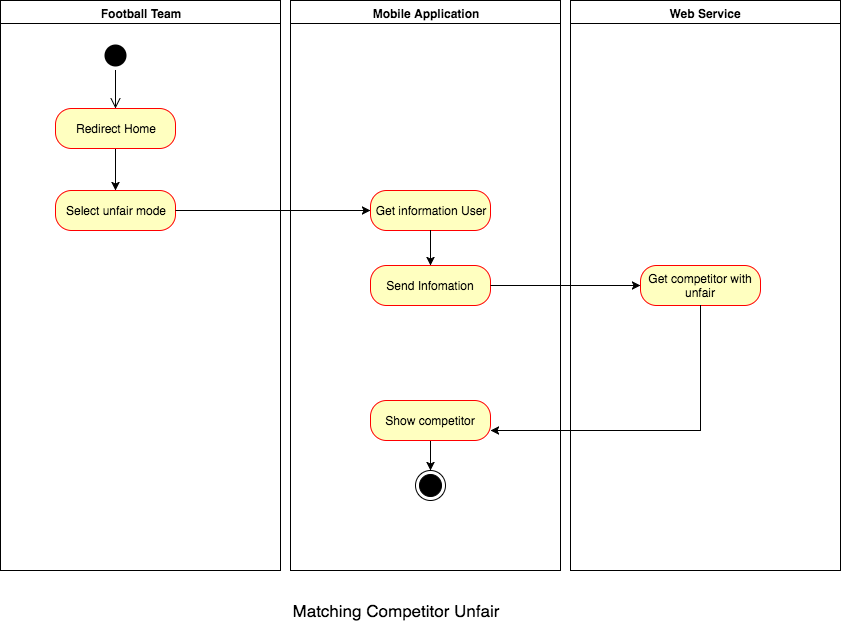 Football Team
Mobile Application
Web Service
Redirect Home
Select unfair mode
Get information User
Send Infomation
Get competitor with
unfair
Show competitor
Matching Competitor Unfair